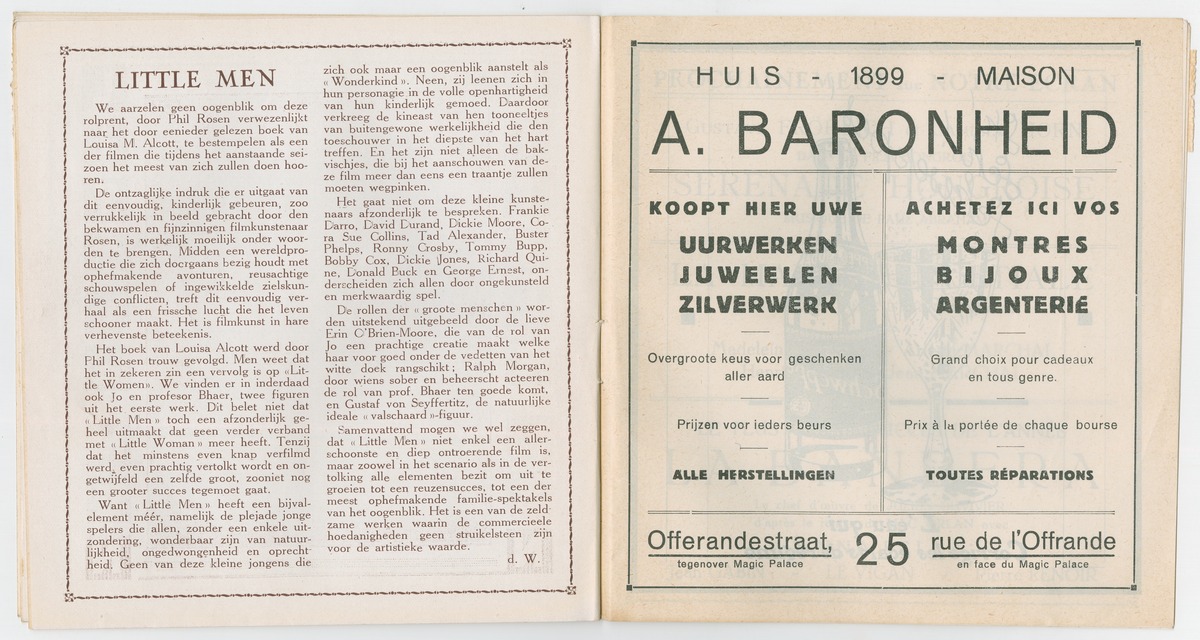 LITTLE MEN
We aarzelen geen oogenblik om deze
rolprent, door Phil Rosen verwezenlijkt
naar het door eenieder gelezen boek van
Louisa M. Alcott, te bestempelen als een
der filmen die tijdens het aanstaande sei-
zoen het meest van zich zullen doen hoo-
ren.
De ontzaglijke indruk die er uitgaat van
dit eenvoudig, kinderlijk gebeuren, zoo
verrukkelijk in beeld gebracht door den
bekwamen en fijnzinnigen filmkunstenaar
Rosen, is werkelijk moeilijk onder woor-
den te brengen. Midden een wereldpro-
ductie die zich doorgaans bezig houdt met
ophefmakende avonturen, reusachtige
schouwspelen of ingewikkelde zielskun-
dige conflicten, treft dit eenvoudig ver-
haal als een frissche lucht die het leven
schooner maakt. Het is filmkunst in hare
verhevenste beteekenis.
Het boek van Louisa Alcott werd door
Phil Rosen trouw gevolgd. Men weet dat
het in zekeren zin een vervolg is op «Lit-
tle Women». We vinden er in inderdaad
ook Jo en profesor Bhaer, twee figuren
uit het eerste werk. Dit belet niet dat
«Little Men» toch een afzonderlijk ge-
heel uitmaakt dat geen verder verband
met «Little Woman» meer heeft. Tenzij
dat het minstens even knap verfilmd
werd, even prachtig vertolkt wordt en on-
getwijfeld een zelfde groot, zooniet nog
een grooter succes tegemoet gaat.
Want «Little Men» heeft een bijval-
element méér, namelijk de plejade jonge
spelers die allen, zonder een enkele uit-
zondering, wonderbaar zijn van natuur-
lijkheid, ongedwongenheid en oprecht-
heid. Geen van deze kleine jongens die
zich ook maar een oogenblik aanstelt als
«Wonderkind». Neen, zij leenen zich in
hun personagie in de volle openhartigheid
van hun kinderlijk gemoed. Daardoor
verkreeg de kineast van hen tooneeltjes
van buitengewone werkelijkheid die den
toeschouwer in het diepste van het hart
treffen. En het zijn niet alleen de bak-
vischjes, die bij het aanschouwen van de-
ze film meer dan eens een traantje zullen
moeten wegpinken.
Het gaat niet om deze kleine kunste-
naars afzonderlijk te bespreken. Frankie
Darro, David Durand, Dickie Moore, Co-
ra Sue Collins, Tad Alexander, Buster
Phelps, Ronny Crosby, Tommy Bupp,
Bobby Cox, Dickie Jones, Richard Qui-
ne, Donald Buck en George Ernest, on-
derscheiden zich allen door ongekunsteld
en merkwaardig spel.
De rollen der «groote menschen» wor-
den uitstekend uitgebeeld door de lieve
Erin O'Brien-Moore, die van de rol van
Jo een prachtige creatie maakt welke
haar voor goed onder de vedetten van het
witte doek rangschikt; Ralph Morgan,
door wiens sober en beheerscht acteeren
de rol van prof. Bhaer ten goede komt,
en Gustaf von Seyffertitz, de natuurlijke
ideale «valschaard»-figuur.
Samenvattend mogen we wel zeggen,
dat «Little Men» niet enkel een aller-
schoonste en diep ontroerende film is,
maar zoowel in het scenario als in de ver-
tolking alle elementen bezit om uit te
groeien tot een reuzensucces, tot een der
meest ophefmakende familie-spektakels
van het oogenblik. Het is een van de zeld-
zame werken waarin de commercieele
hoedanigheden geen struikelsteen zijn
voor de artistieke waarde.
d. W.
HUIS - 1899 - MAISON
A. BARONHEID
KOOPT HIER UWE
UURWERKEN
JUWEELEN
ZILVERWERK
Overgroote keus voor geschenken
aller aard
Prijzen voor ieders beurs
ALLE HERSTELLINGEN
ACHETEZ ICI VOS
MONTRES
BIJOUX
ARGENTERIE
Grand choix pour cadeaux
en tous genre.
Prix à la portée de chaque bourse
TOUTES RÉPARATIONS
Offerandestraat, 25 rue de l'Offrande
tegenover Magic Palace en face du Magic Palace